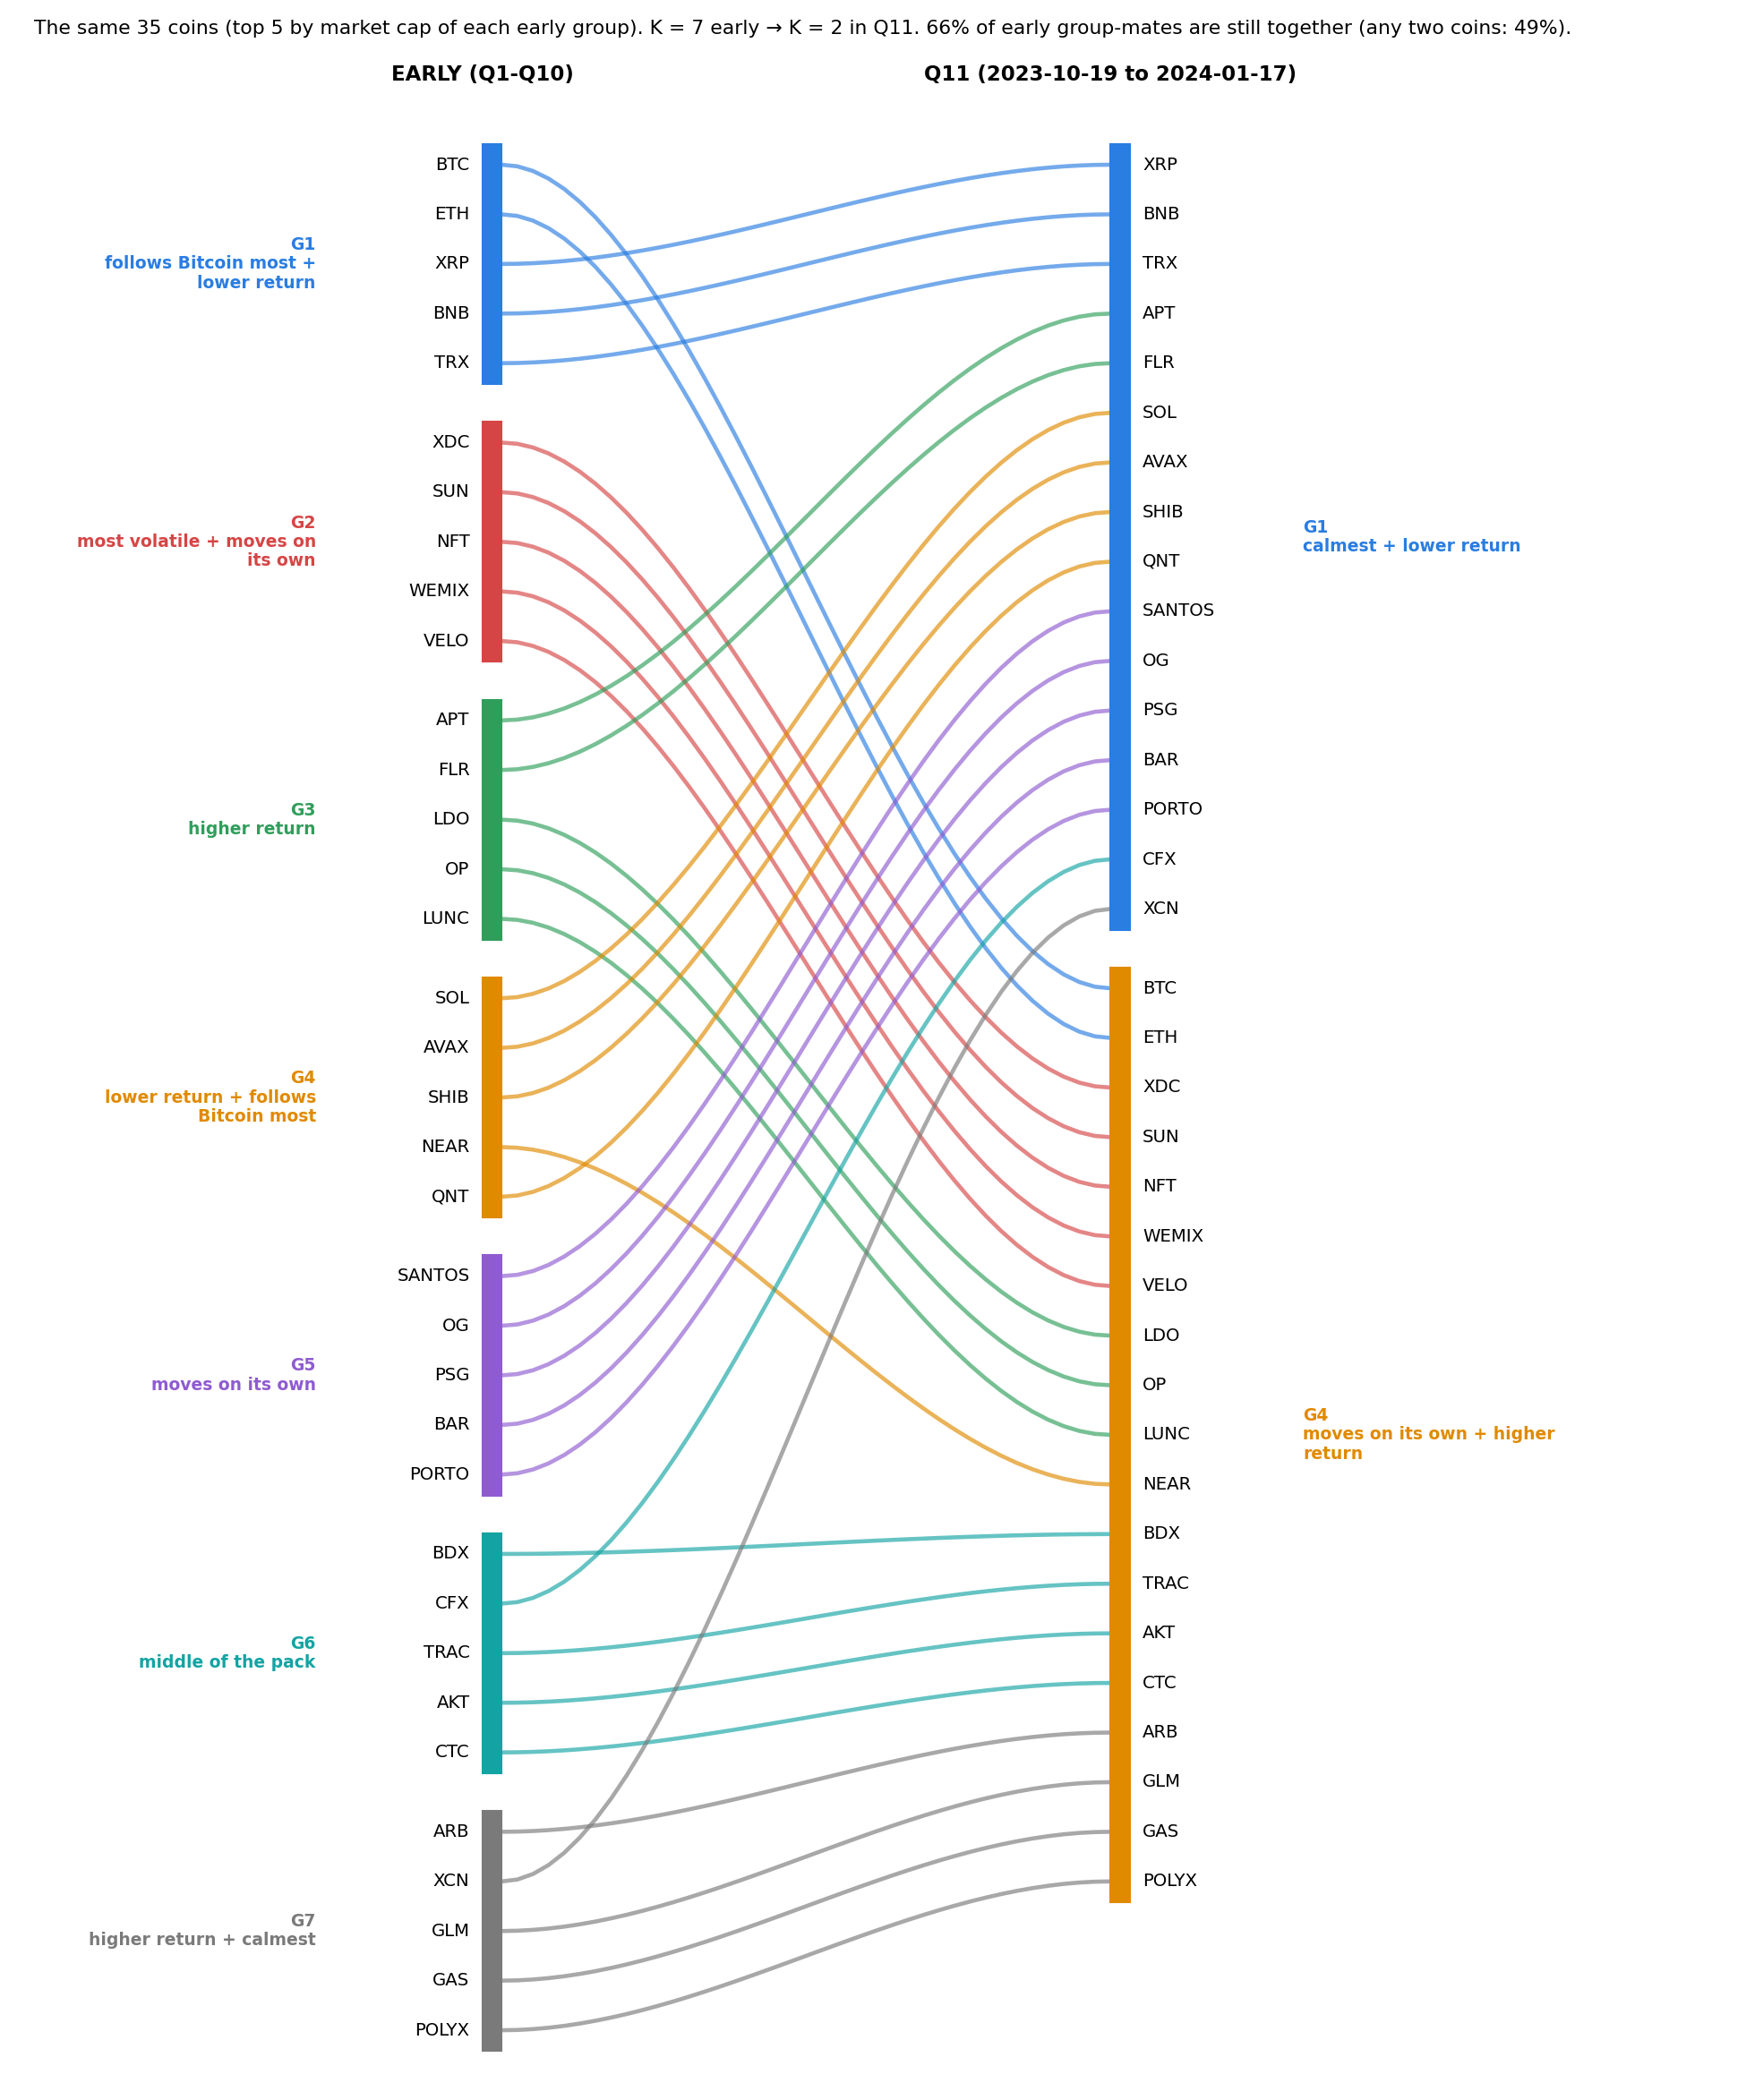 The same 35 coins (top 5 by market cap of each early group). K = 7 early → K = 2 in Q11. 66% of early group-mates are still together (any two coins: 49%).
EARLY (Q1-Q10)
Q11 (2023-10-19 to 2024-01-17)
G1
follows Bitcoin most +
lower return
BTC
ETH
XRP
BNB
TRX
G2
most volatile + moves on
its own
XDC
SUN
NFT
WEMIX
VELO
G3
higher return
APT
FLR
LDO
OP
LUNC
G4
lower return + follows
Bitcoin most
SOL
AVAX
SHIB
NEAR
QNT
G5
moves on its own
SANTOS
OG
PSG
BAR
PORTO
G6
middle of the pack
BDX
CFX
TRAC
AKT
CTC
G7
higher return + calmest
ARB
XCN
GLM
GAS
POLYX
XRP
BNB
TRX
APT
FLR
SOL
AVAX
SHIB
QNT
SANTOS
OG
PSG
BAR
PORTO
CFX
XCN
G1
calmest + lower return
BTC
ETH
XDC
SUN
NFT
WEMIX
VELO
LDO
OP
LUNC
NEAR
BDX
TRAC
AKT
CTC
ARB
GLM
GAS
POLYX
G4
moves on its own + higher
return